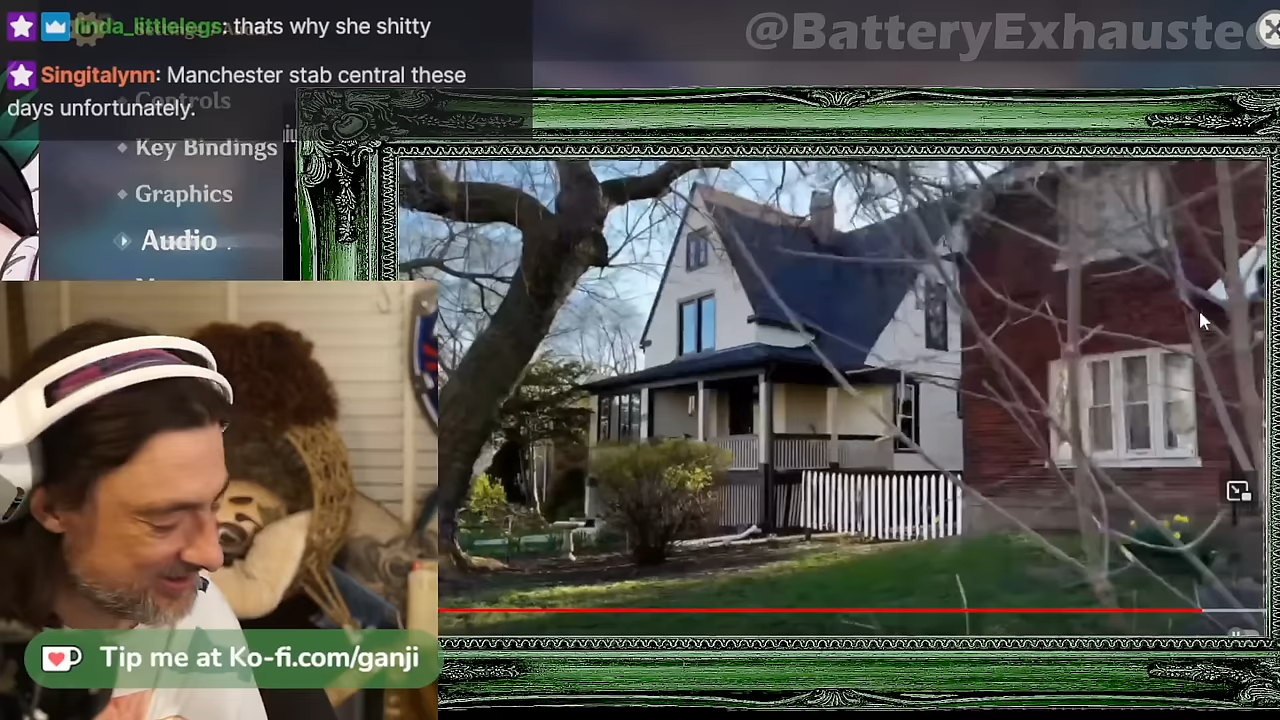 linda_littlelegs: thats why she shitty
@BatteryExhausted
Singitalynn: Manchester stab central these
days unfortunately.
Controls
Key Bindings
Graphics
Audio
Tip me at Ko-fi.com/ganji